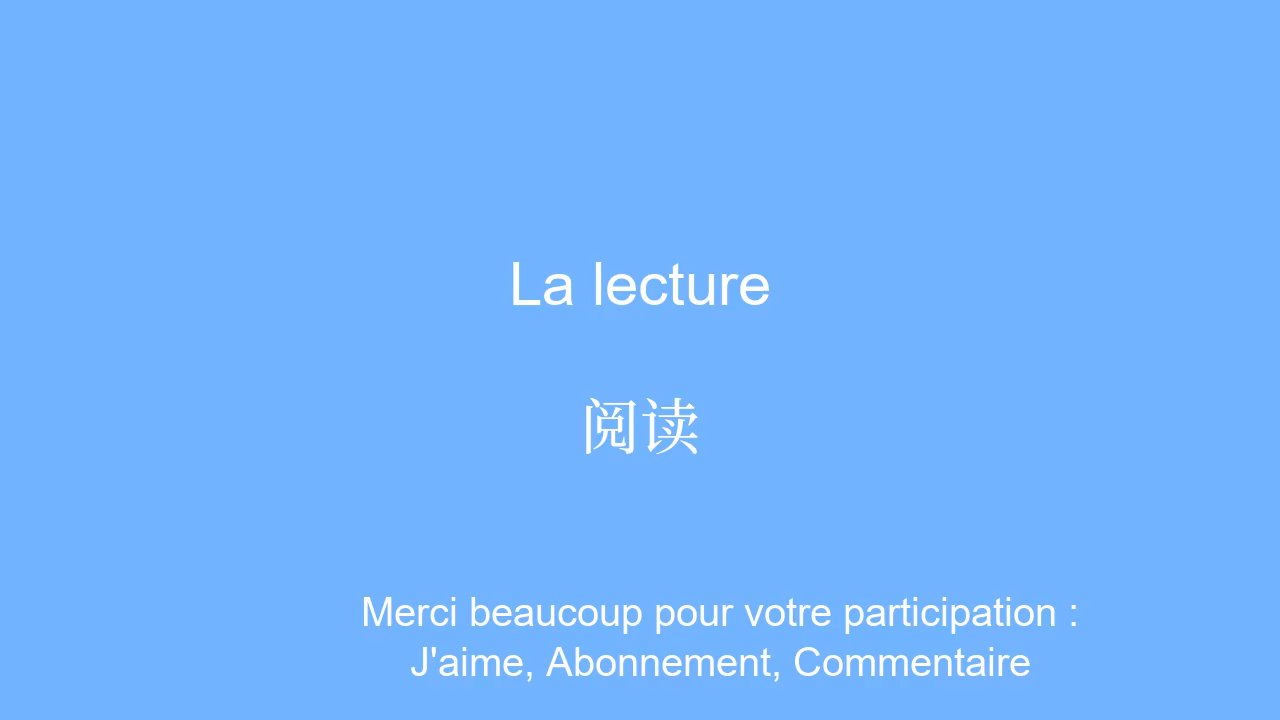 La lecture
阅读
Merci beaucoup pour votre participation :
J'aime, Abonnement, Commentaire